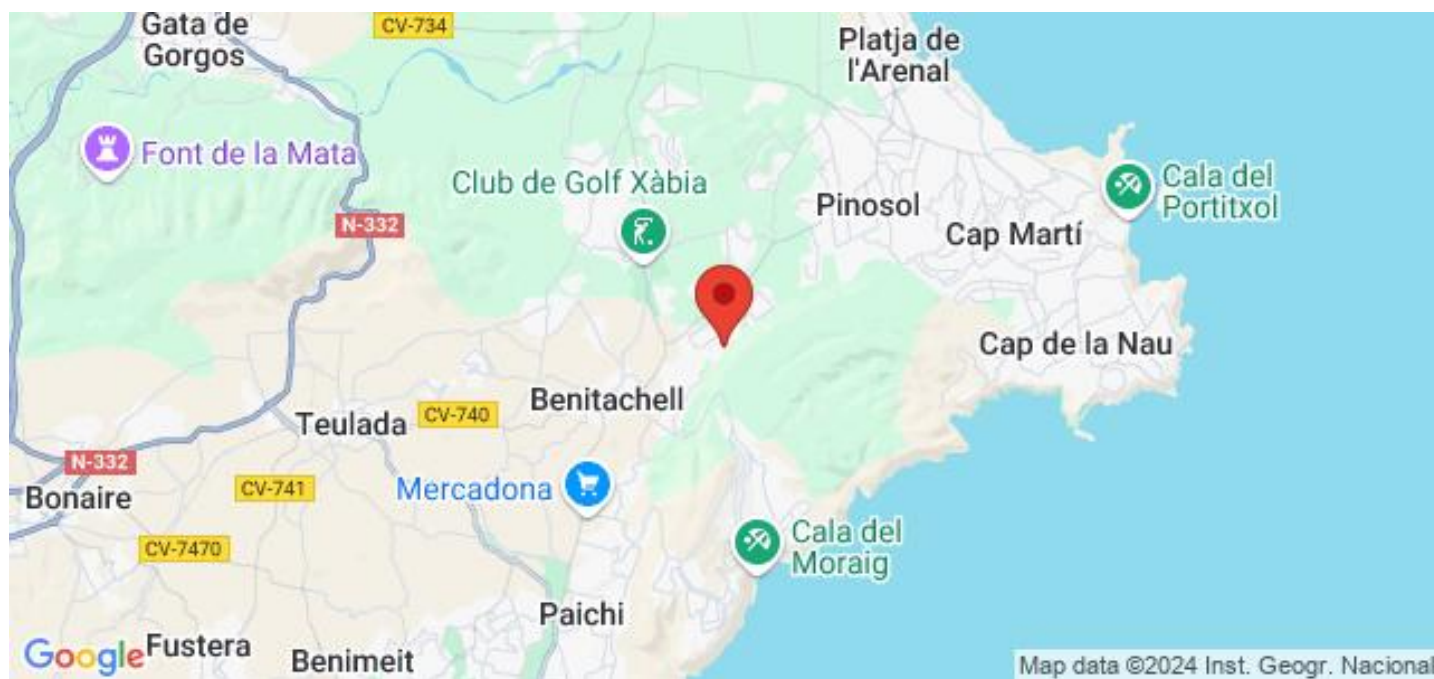 Gata de
Gorgos
CV-734
Platja de
l'Arenal
Font de la Mata
Club de Golf Xàbia
Cala del
Portitxol
Pinosol
N-332
Cap Martí
Cap de la Nau
Benitachell
Teulada
CV-740
N-332
Bonaire
CV-741
Mercadona
CV-7470
Cala del
Moraig
Paichi
Google
Fustera
Benimeit
Map data ©2024 Inst. Geogr. Nacional